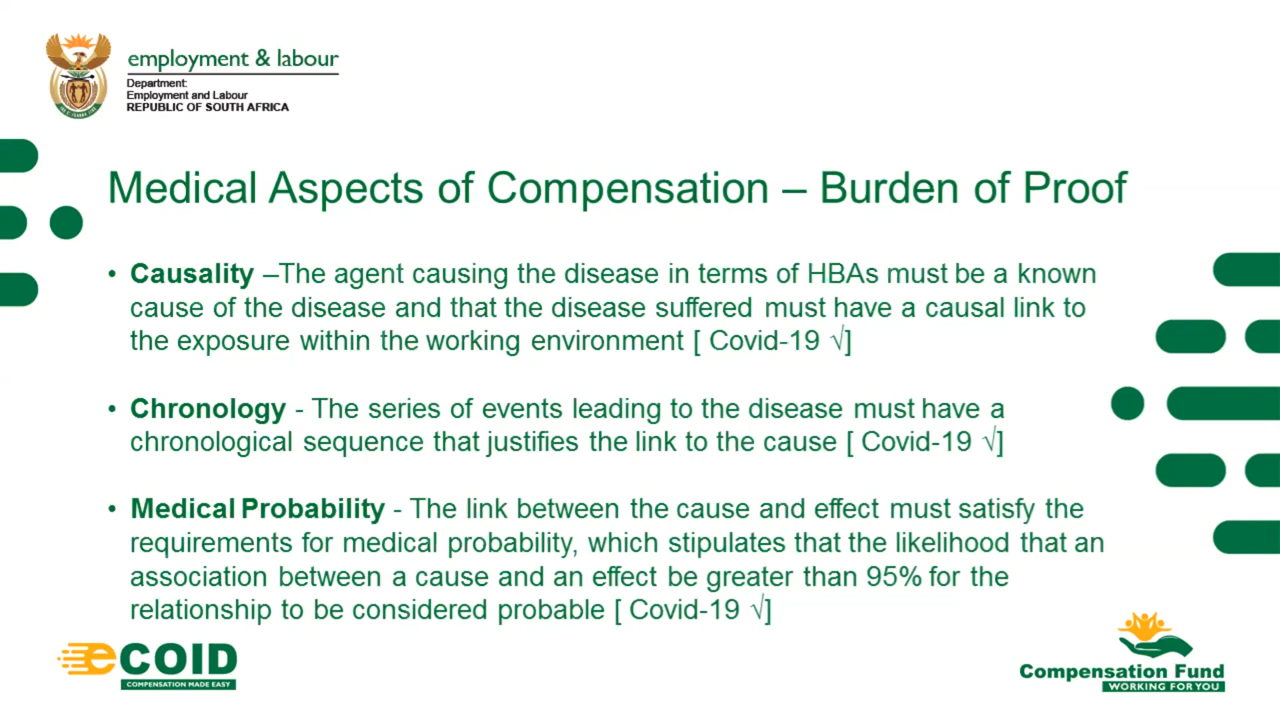 employment & labour
Department:
Employment and Labour
REPUBLIC OF SOUTH AFRICA
Medical Aspects of Compensation – Burden of Proof
• Causality –The agent causing the disease in terms of HBAs must be a known
cause of the disease and that the disease suffered must have a causal link to
the exposure within the working environment [ Covid-19 √]
• Chronology - The series of events leading to the disease must have a
chronological sequence that justifies the link to the cause [ Covid-19 √]
• Medical Probability - The link between the cause and effect must satisfy the
requirements for medical probability, which stipulates that the likelihood that an
association between a cause and an effect be greater than 95% for the
relationship to be considered probable [ Covid-19 √]
eCOID
COMPENSATION MADE EASY
Compensation Fund
WORKING FOR YOU